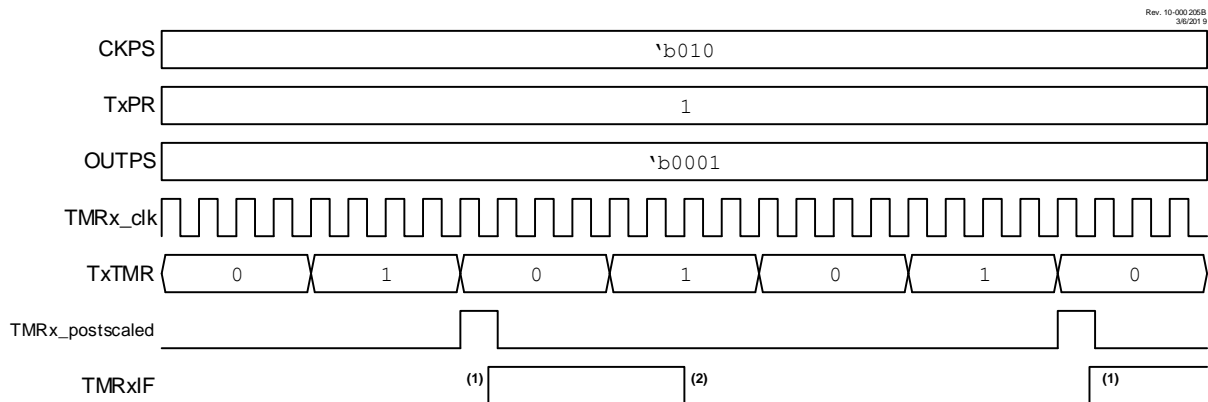 Rev. 10-000205B
3/6/2019
CKPS
‘b010
TxPR
1
OUTPS
‘b0001
TMRx_clk
TxTMR
0 1 0 1 0 1 0
TMRx_postscaled
TMRxIF
(1) (2) (1)